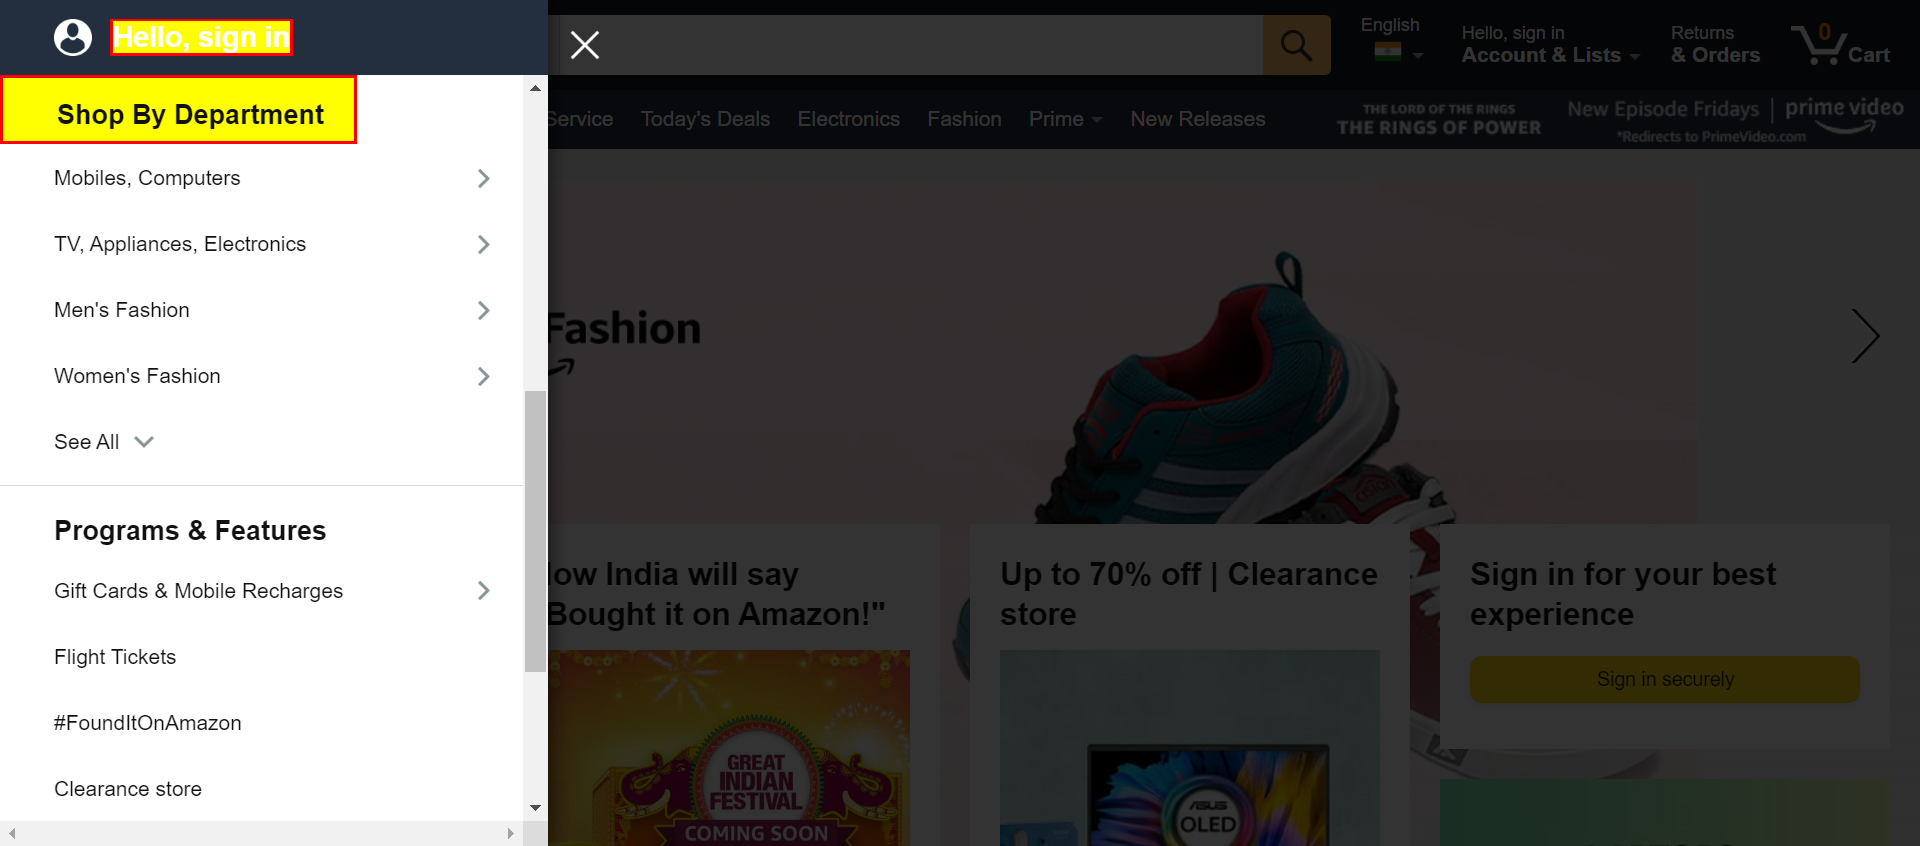 Hello, sign in
Shop By Department
Mobiles, Computers
TV, Appliances, Electronics
Men's Fashion
Women's Fashion
See All
Programs & Features
Gift Cards & Mobile Recharges
Flight Tickets
#FoundItOnAmazon
Clearance store
English
Hello, sign in
Account & Lists
Returns
& Orders
0
Cart
Service
Today's Deals
Electronics
Fashion
Prime
New Releases
THE LORD OF THE RINGS
THE RINGS OF POWER
New Episode Fridays
prime video
*Redirects to PrimeVideo.com
Fashion
India will say
Bought it on Amazon!"
GREAT
INDIAN
FESTIVAL
COMING SOON
Up to 70% off | Clearance
store
ASUS
OLED
Sign in for your best
experience
Sign in securely